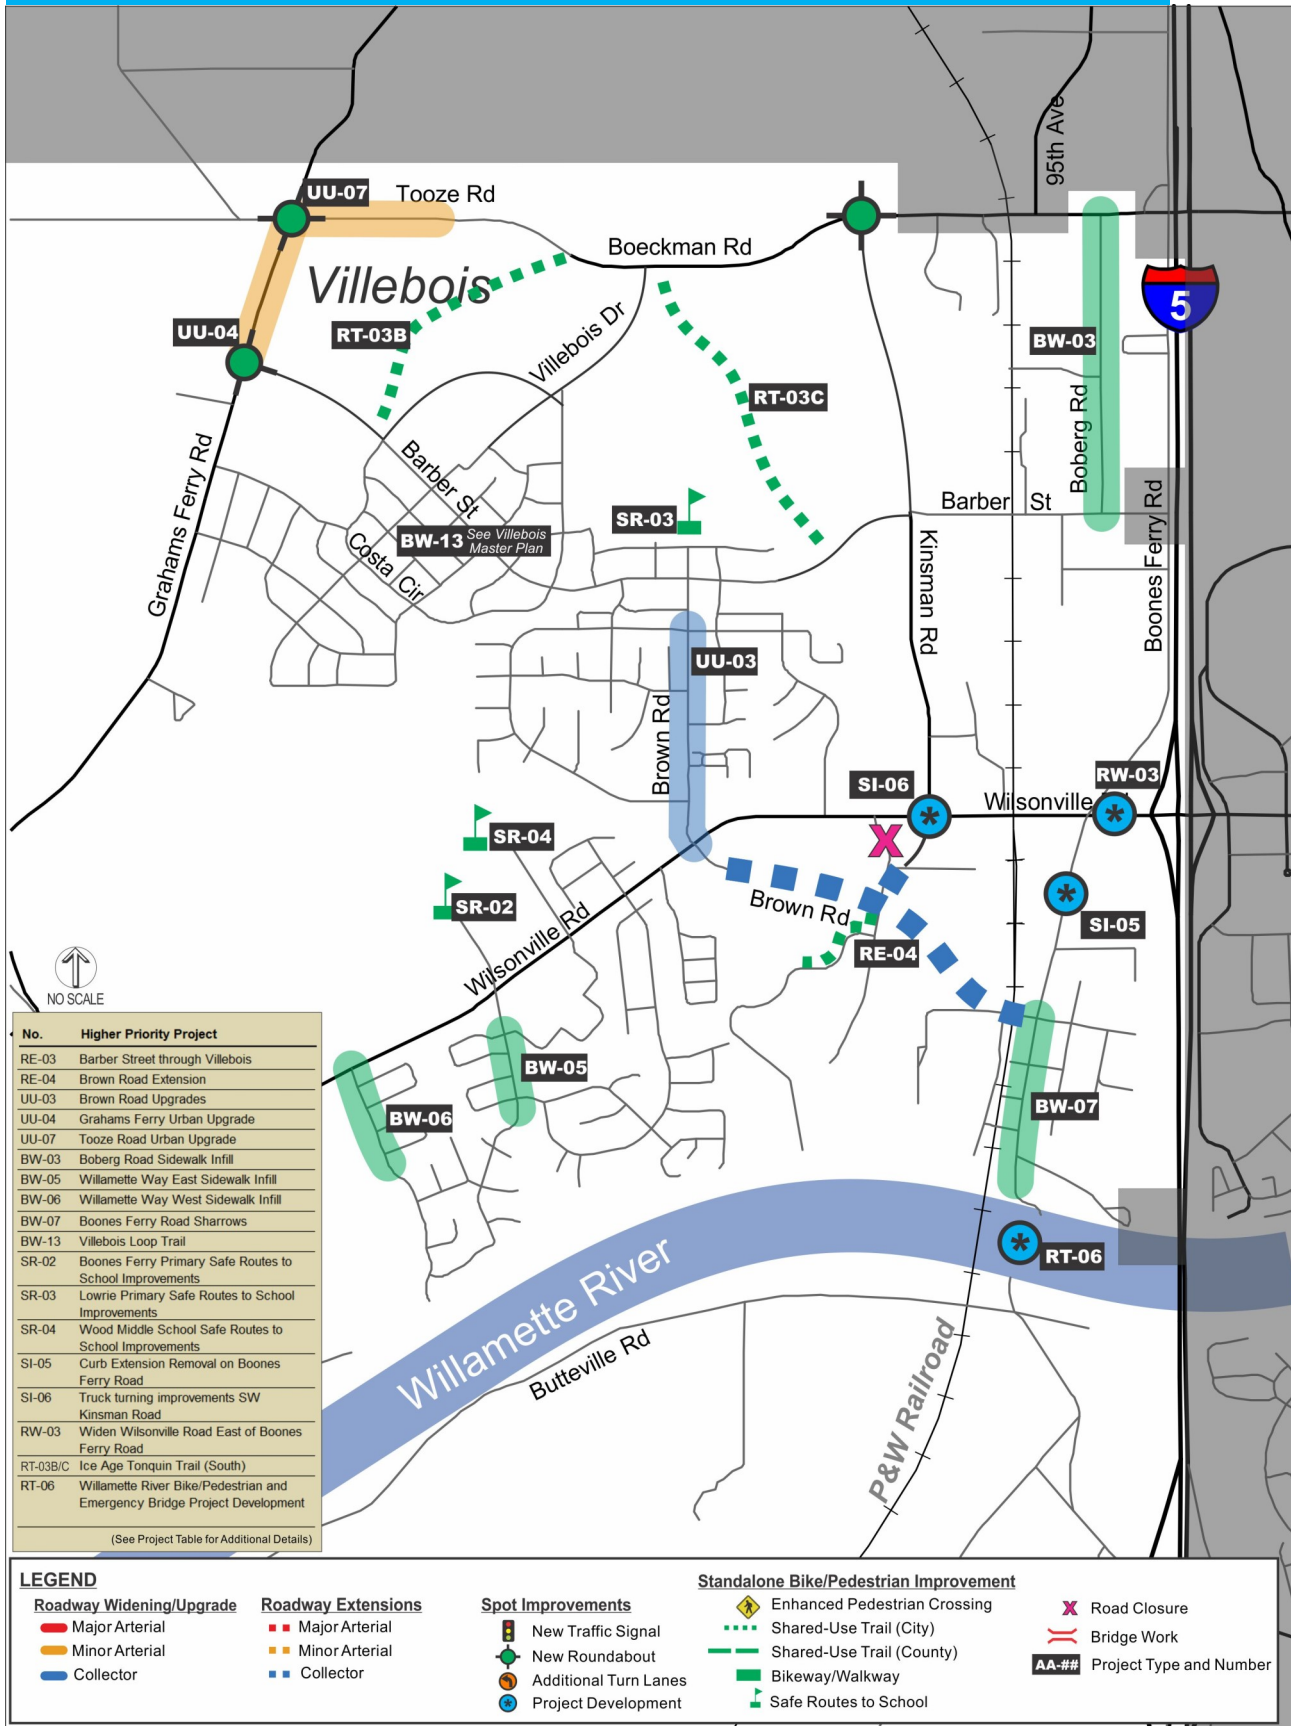 95th Ave
UU-07
Tooze Rd
Boeckman Rd
Villebois
5
UU-04
RT-03B
Villebois Dr
BW-03
RT-03C
Boberg Rd
Grahams Ferry Rd
Barber St
Barber St
SR-03
BW-13 See Villebois
Master Plan
Costa Cir
Kinsman Rd
Boones Ferry Rd
UU-03
Brown Rd
RW-03
SI-06
Wilsonville Rd
SR-04
SR-02
Brown Rd
SI-05
Wilsonville Rd
RE-04
NO SCALE
BW-05
BW-06
BW-07
RT-06
Willamette River
Butteville Rd
P&W Railroad
No. Higher Priority Project
RE-03 Barber Street through Villebois
RE-04 Brown Road Extension
UU-03 Brown Road Upgrades
UU-04 Grahams Ferry Urban Upgrade
UU-07 Tooze Road Urban Upgrade
BW-03 Boberg Road Sidewalk Infill
BW-05 Willamette Way East Sidewalk Infill
BW-06 Willamette Way West Sidewalk Infill
BW-07 Boones Ferry Road Sharrows
BW-13 Villebois Loop Trail
SR-02 Boones Ferry Primary Safe Routes to
School Improvements
SR-03 Lowrie Primary Safe Routes to School
Improvements
SR-04 Wood Middle School Safe Routes to
School Improvements
SI-05 Curb Extension Removal on Boones
Ferry Road
SI-06 Truck turning improvements SW
Kinsman Road
RW-03 Widen Wilsonville Road East of Boones
Ferry Road
RT-03B/C Ice Age Tonquin Trail (South)
RT-06 Willamette River Bike/Pedestrian and
Emergency Bridge Project Development
(See Project Table for Additional Details)
LEGEND
Roadway Widening/Upgrade
Major Arterial
Minor Arterial
Collector
Roadway Extensions
Major Arterial
Minor Arterial
Collector
Spot Improvements
New Traffic Signal
New Roundabout
Additional Turn Lanes
Project Development
Standalone Bike/Pedestrian Improvement
Enhanced Pedestrian Crossing
Shared-Use Trail (City)
Shared-Use Trail (County)
Bikeway/Walkway
Safe Routes to School
X Road Closure
Bridge Work
AA-## Project Type and Number